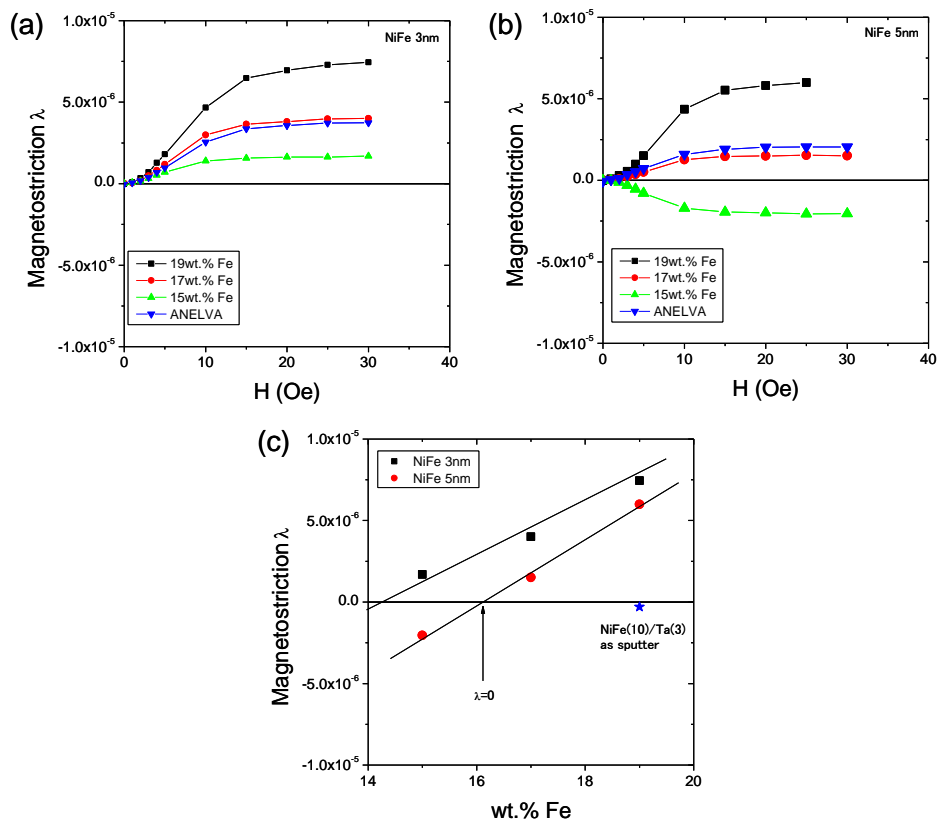 (a)
NiFe 3nm
1.0x10-5
5.0x10-6
0.0
-5.0x10-6
-1.0x10-5
Magnetostriction λ
19wt.% Fe
17wt.% Fe
15wt.% Fe
ANELVA
0 10 20 30 40
H (Oe)
(b)
NiFe 5nm
1.0x10-5
5.0x10-6
0.0
-5.0x10-6
-1.0x10-5
Magnetostriction λ
19wt.% Fe
17wt.% Fe
15wt.% Fe
ANELVA
0 10 20 30 40
H (Oe)
(c)
1.0x10-5
5.0x10-6
0.0
-5.0x10-6
-1.0x10-5
Magnetostriction λ
NiFe 3nm
NiFe 5nm
NiFe(10)/Ta(3)
as sputter
λ=0
14 16 18 20
wt.% Fe